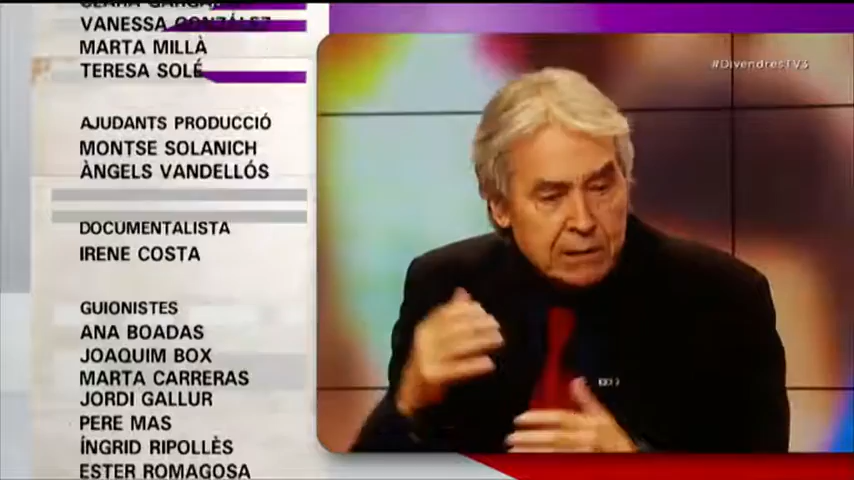 VANESSA GONZÁLEZ
MARTA MILLÀ
TERESA SOLÉ
AJUDANTS PRODUCCIÓ
MONTSE SOLANICH
ÀNGELS VANDELLÓS
DOCUMENTALISTA
IRENE COSTA
GUIONISTES
ANA BOADAS
JOAQUIM BOX
MARTA CARRERAS
JORDI GALLUR
PERE MAS
ÍNGRID RIPOLLÈS
ESTER ROMAGOSA
#DivendresTV3